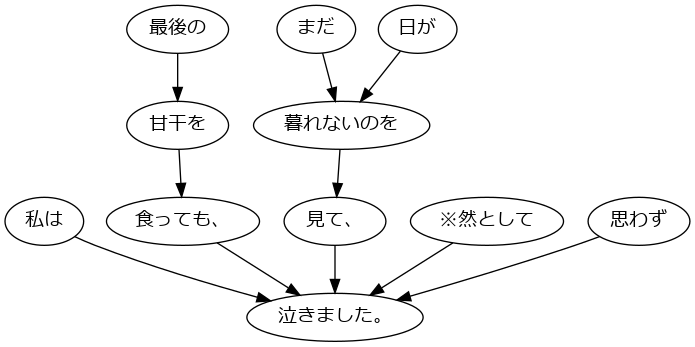 最後の
まだ
日が
甘干を
暮れないのを
私は
食っても、
見て、
※然として
思わず
泣きました。